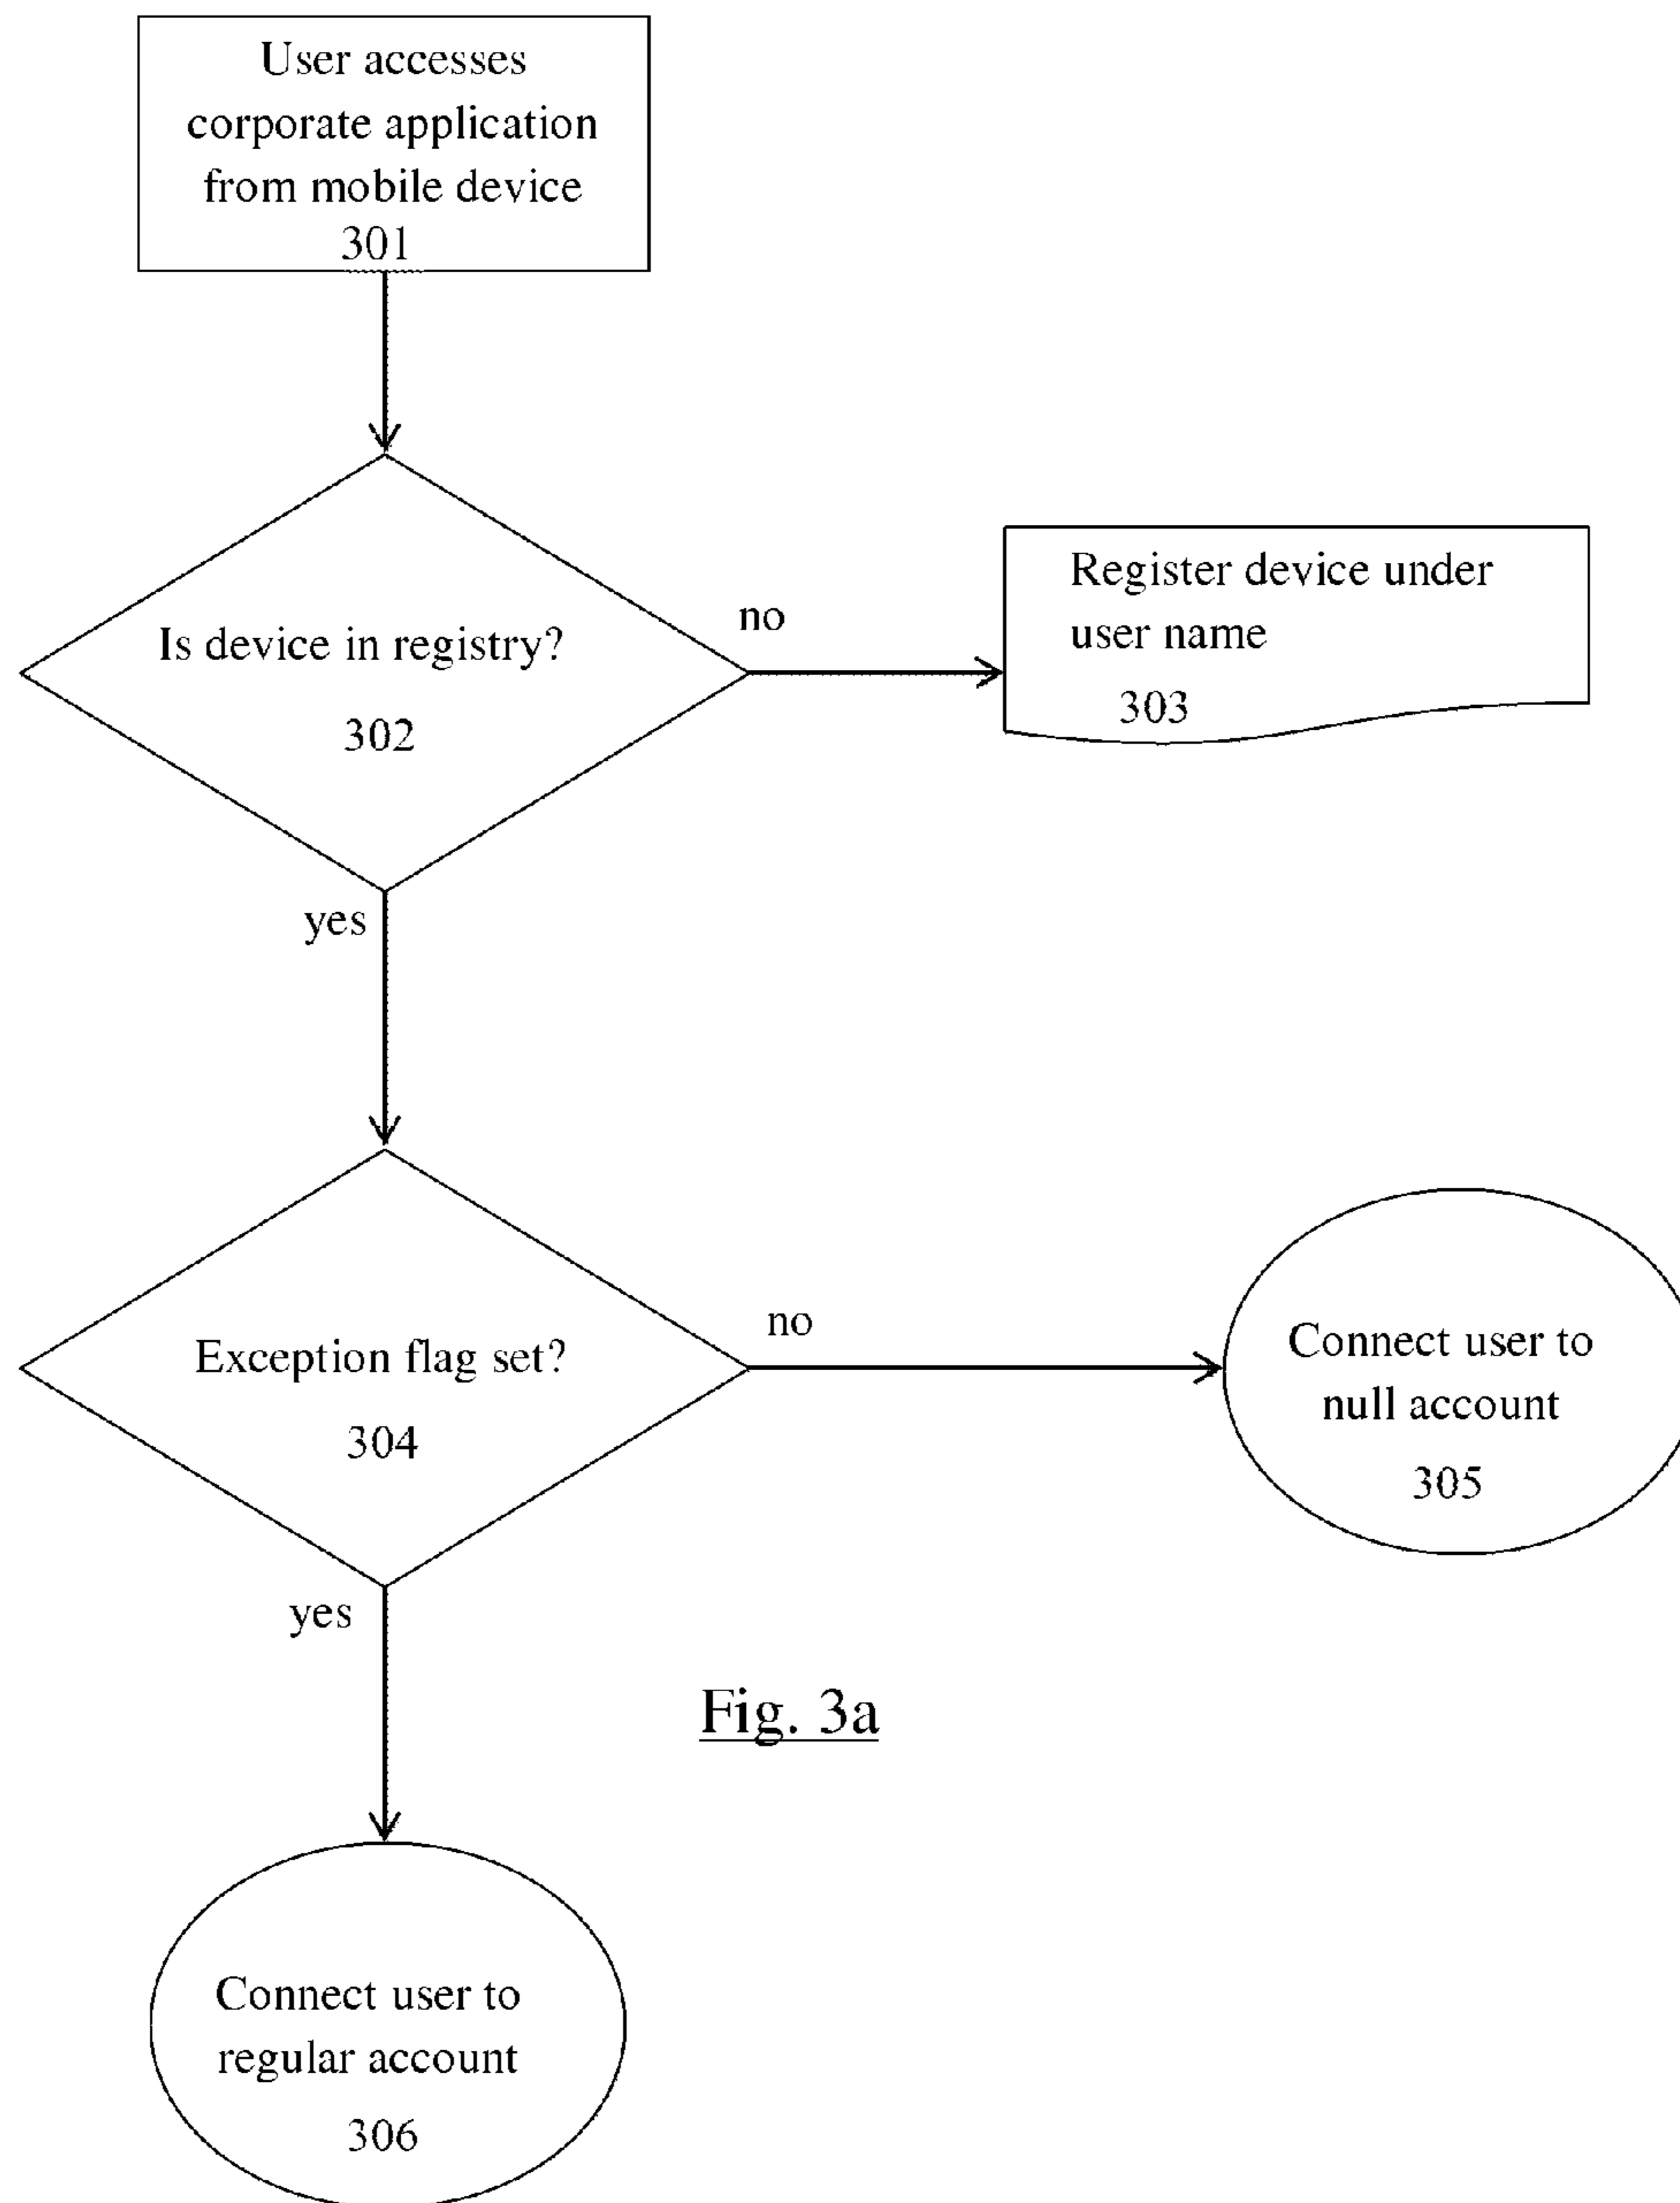 User accesses
corporate application
from mobile device
301
Is device in registry?
302
no
Register device under
user name
303
yes
Exception flag set?
304
no
Connect user to
null account
305
yes
Fig. 3a
Connect user to
regular account
306